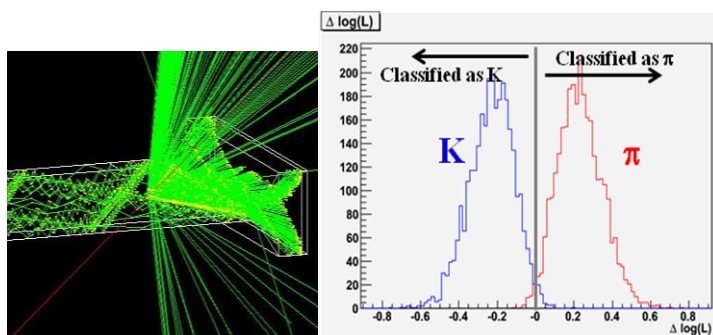 Δ log(L)
220
200
180
160
140
120
100
80
60
40
20
0
Classified as K
Classified as π
K
π
-0.8 -0.6 -0.4 -0.2 -0 0.2 0.4 0.6 0.8
Δ log(L)